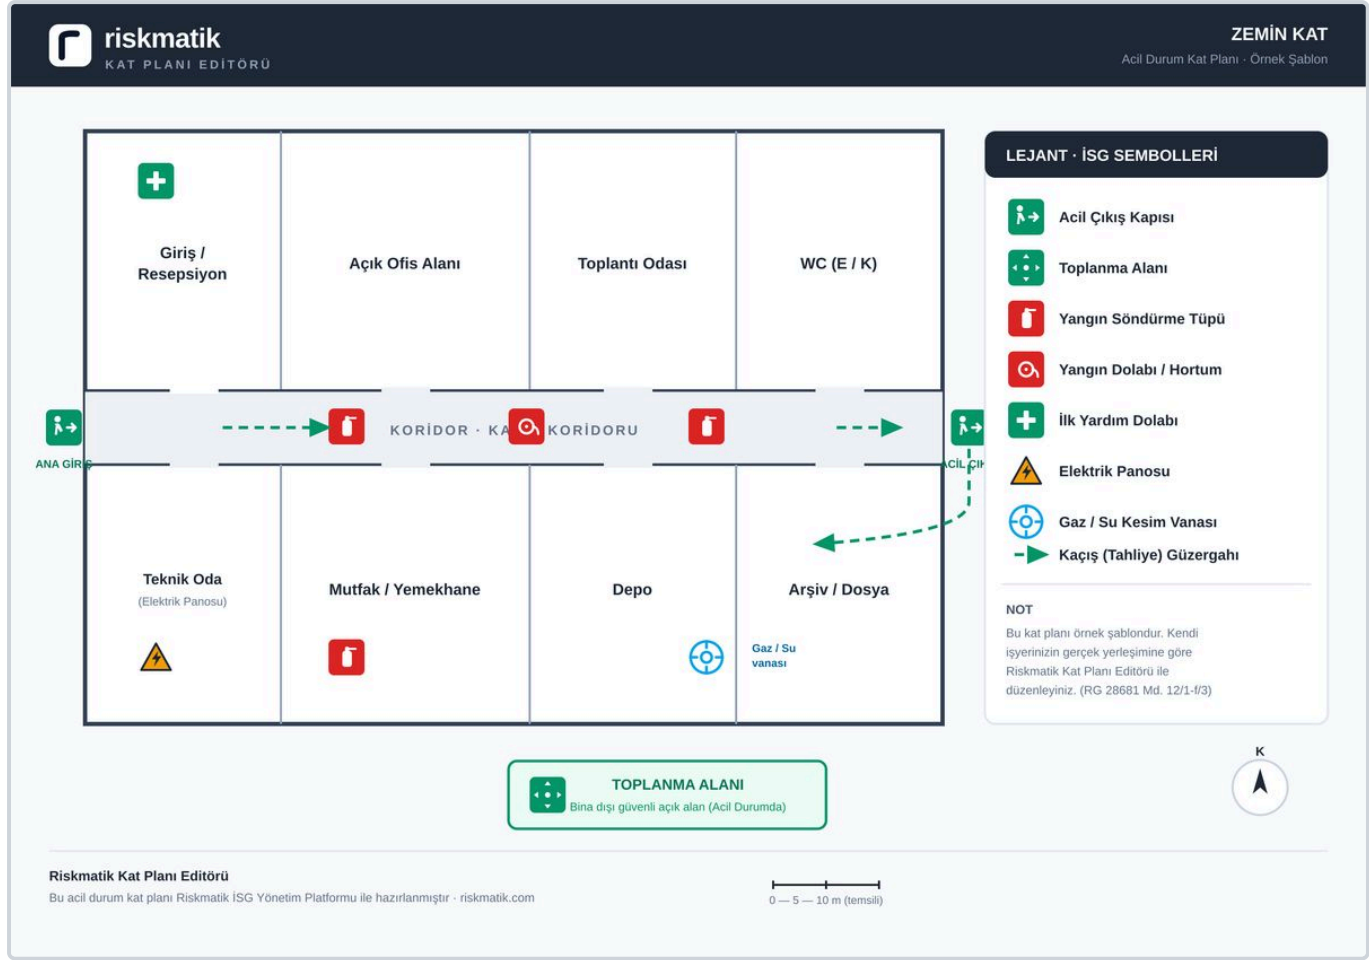 riskmatik
KAT PLANI EDİTÖRÜ
ZEMİN KAT
Acil Durum Kat Planı · Örnek Şablon
Giriş /
Resepsiyon
Açık Ofis Alanı
Toplantı Odası
WC (E / K)
KORİDOR · KA KORİDORU
ANA GİRİŞ
ACİL ÇIK
Teknik Oda
(Elektrik Panosu)
Mutfak / Yemekhane
Depo
Arşiv / Dosya
Gaz / Su
vanası
LEJANT · İSG SEMBOLLERİ
Acil Çıkış Kapısı
Toplanma Alanı
Yangın Söndürme Tüpü
Yangın Dolabı / Hortum
İlk Yardım Dolabı
Elektrik Panosu
Gaz / Su Kesim Vanası
Kaçış (Tahliye) Güzergahı
NOT
Bu kat planı örnek şablondur. Kendi
işyerinizin gerçek yerleşimine göre
Riskmatik Kat Planı Editörü ile
düzenleyiniz. (RG 28681 Md. 12/1-f/3)
K
TOPLANMA ALANI
Bina dışı güvenli açık alan (Acil Durumda)
Riskmatik Kat Planı Editörü
Bu acil durum kat planı Riskmatik İSG Yönetim Platformu ile hazırlanmıştır · riskmatik.com
0 — 5 — 10 m (temsili)